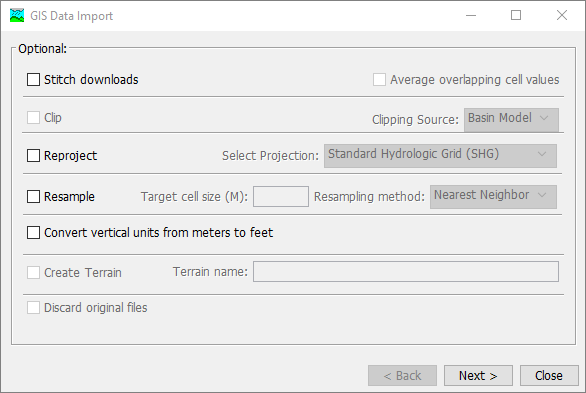 GIS Data Import
Optional:
Stitch downloads Average overlapping cell values
Clip Clipping Source: Basin Model
Reproject Select Projection: Standard Hydrologic Grid (SHG)
Resample Target cell size (M): Resampling method: Nearest Neighbor
Convert vertical units from meters to feet
Create Terrain Terrain name:
Discard original files
< Back Next > Close